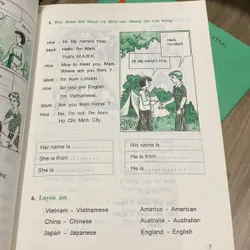 Hoa : Hi. My name's Hoa.
Mark : Hello. I'm Mark.
That's M.A.R.K.
Hoa : Nice to meet you, Mark.
Where are you from?
Mark : I'm from London
Hoa : So you are English.
I'm Vietnamese.
Mark : Are you from Hanoi ?
Hoa : No, I'm not. I'm from
Ho Chi Minh City.
Hello.
I'm Mark.
Hi. My name's Hoa.
Her name is
She is from
She is
His name is
He is from
He is
6. Luyện
Vietnam - Vietnamese
China - Chinese
Japan - Japanese
America - American
Australia - Australian
England - English